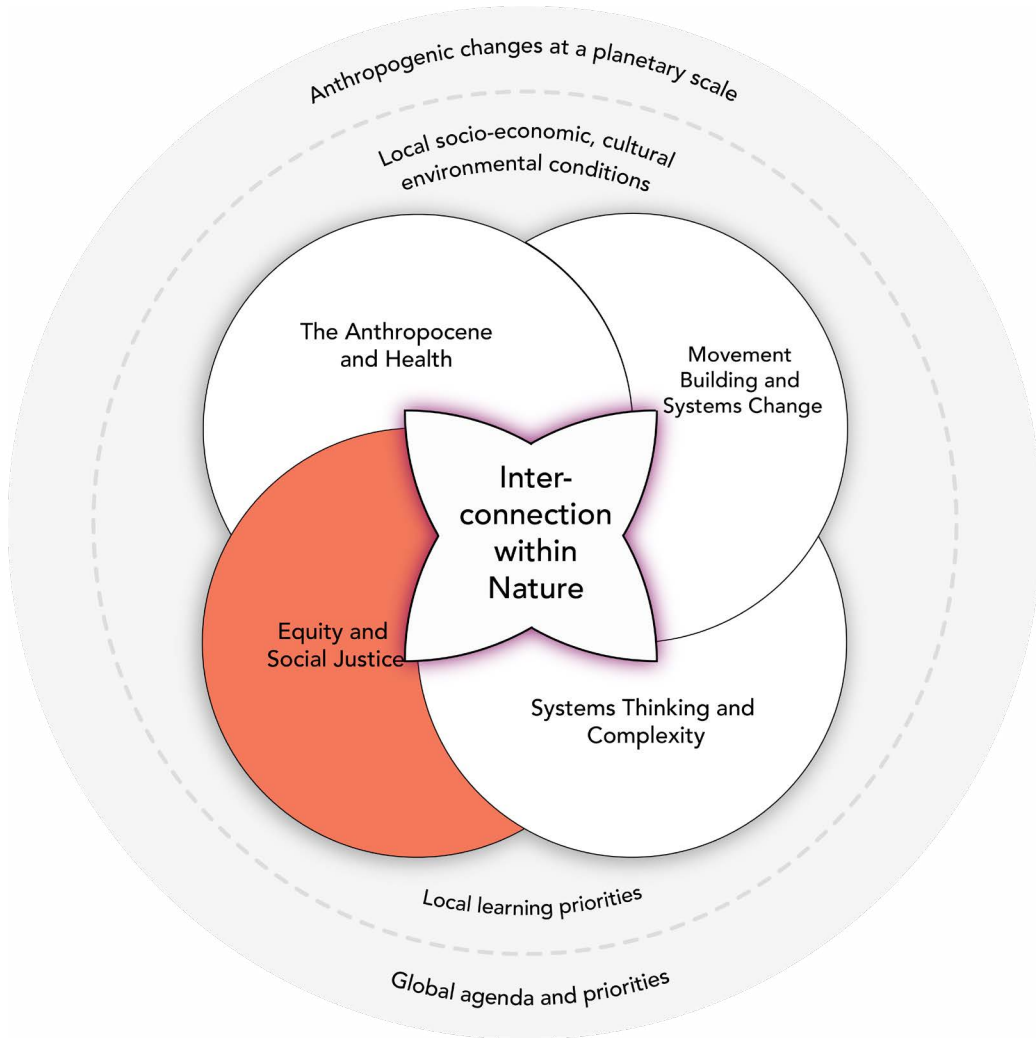 Anthropogenic changes at a planetary scale
Local socio-economic, cultural
environmental conditions
The Anthropocene
and Health
Movement
Building and
Systems Change
Inter-
connection
within
Nature
Equity and
Social Justice
Systems Thinking and
Complexity
Local learning priorities
Global agenda and priorities